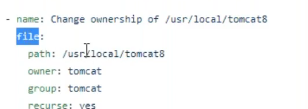 - name: Change ownership of /usr/local/tomcat8
file:
path: /usr/local/tomcat8
owner: tomcat
group: tomcat
recurse: yes